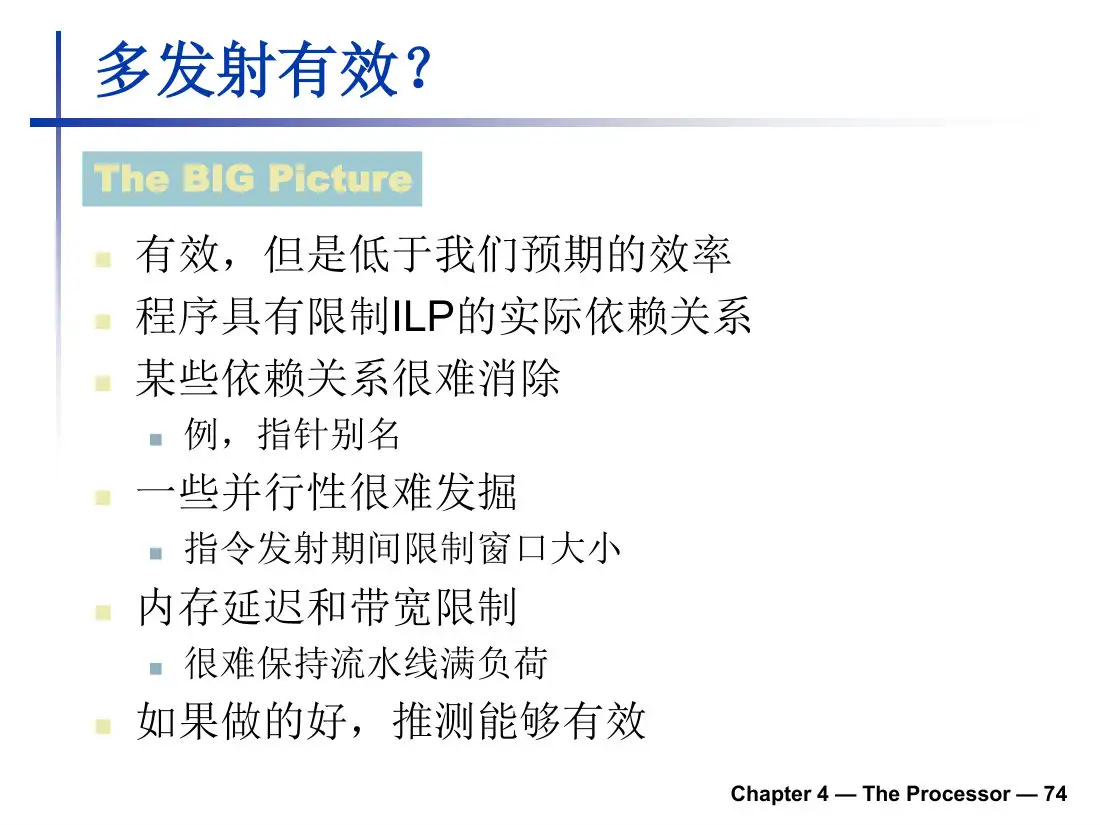 多发射有效？
The BIG Picture
有效，但是低于我们预期的效率
程序具有限制ILP的实际依赖关系
某些依赖关系很难消除
例，指针别名
一些并行性很难发掘
指令发射期间限制窗口大小
内存延迟和带宽限制
很难保持流水线满负荷
如果做的好，推测能够有效
Chapter 4 — The Processor — 74